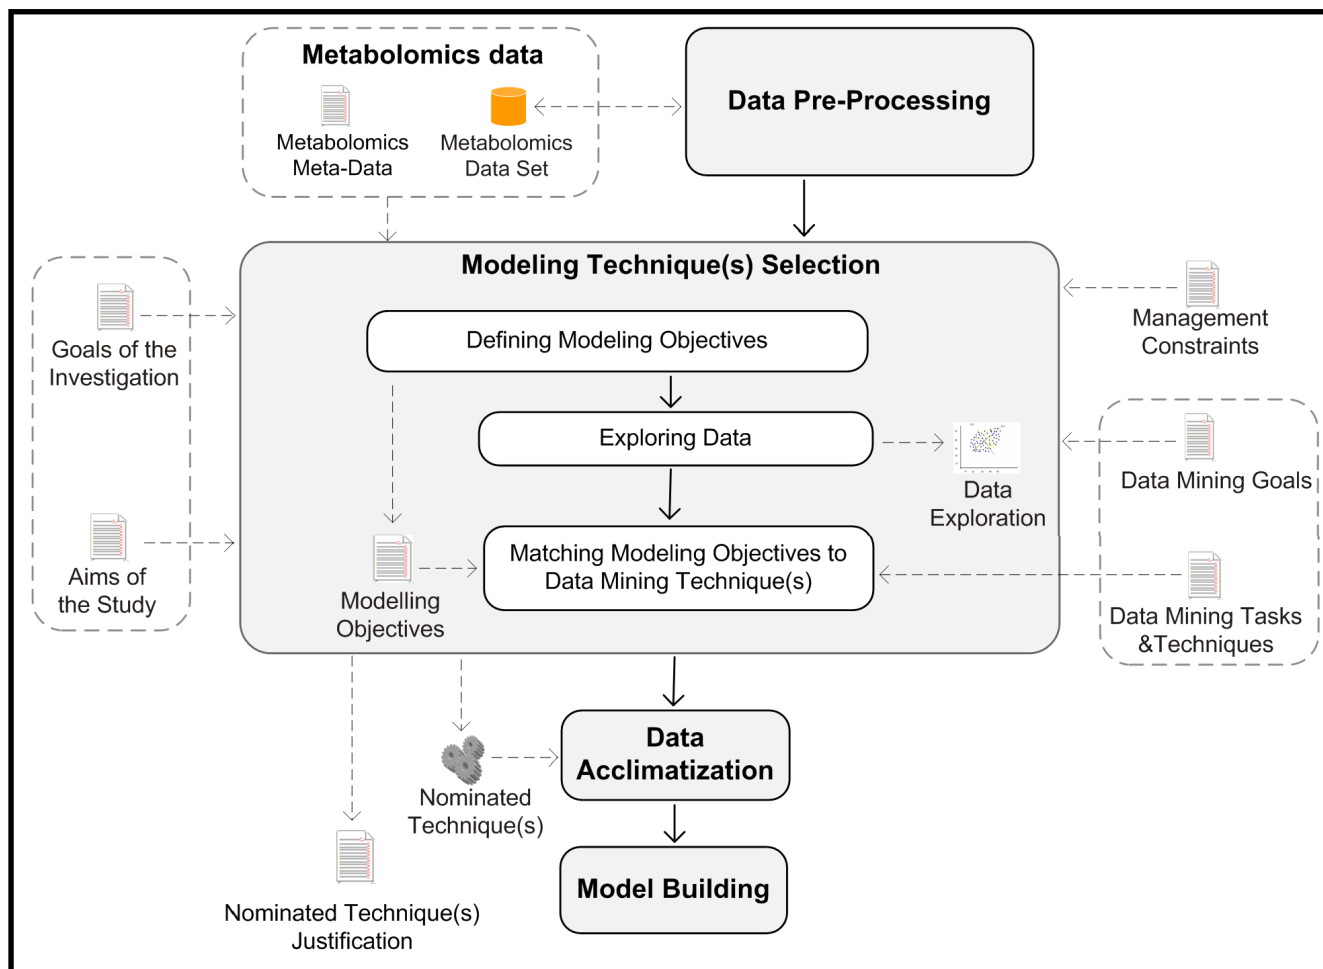 Metabolomics data
Metabolomics
Meta-Data
Metabolomics
Data Set
Data Pre-Processing
Modeling Technique(s) Selection
Goals of the
Investigation
Aims of
the Study
Defining Modeling Objectives
Exploring Data
Data
Exploration
Matching Modeling Objectives to
Data Mining Technique(s)
Modelling
Objectives
Management
Constraints
Data Mining Goals
Data Mining Tasks
&Techniques
Data
Acclimatization
Nominated
Technique(s)
Model Building
Nominated Technique(s)
Justification